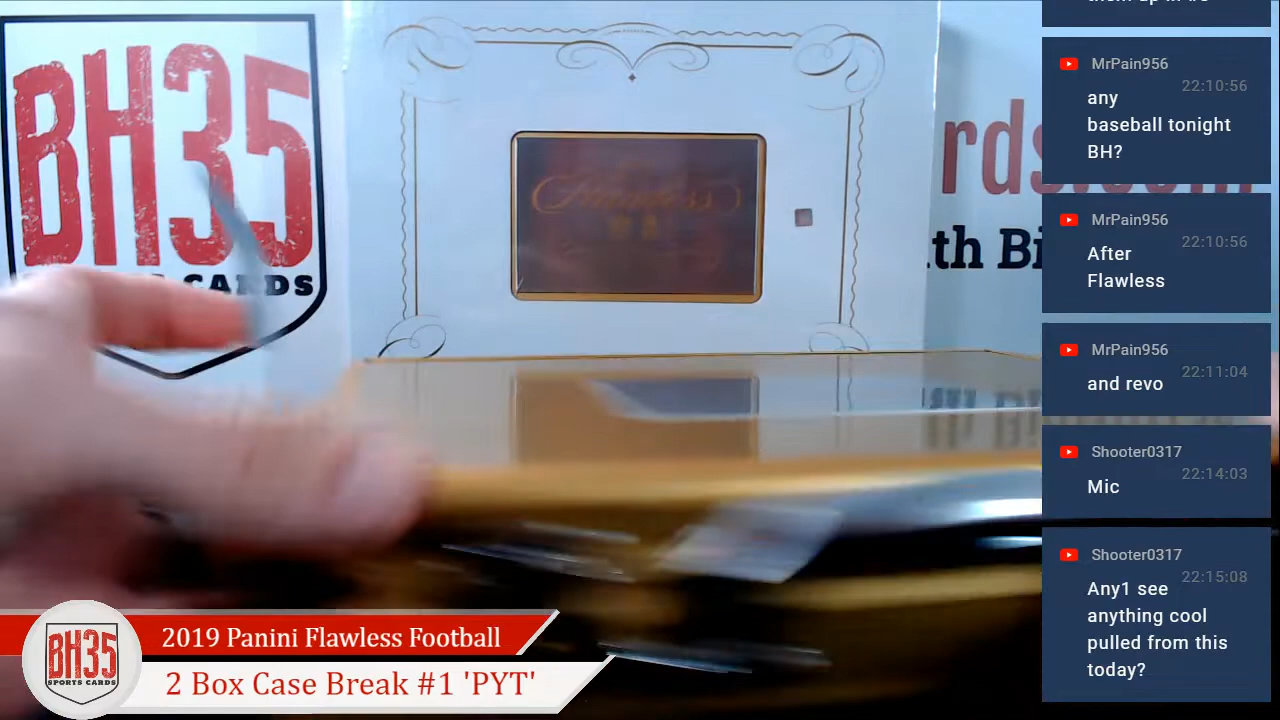 BH35
CARDS
Flawless
rds.com
th Bi
MrPain956
22:10:56
any
baseball tonight
BH?
MrPain956
22:10:56
After
Flawless
MrPain956
22:11:04
and revo
Shooter0317
22:14:03
Mic
Shooter0317
22:15:08
Any1 see
anything cool
pulled from this
today?
BH35
SPORTS CARDS
2019 Panini Flawless Football
2 Box Case Break #1 'PYT'